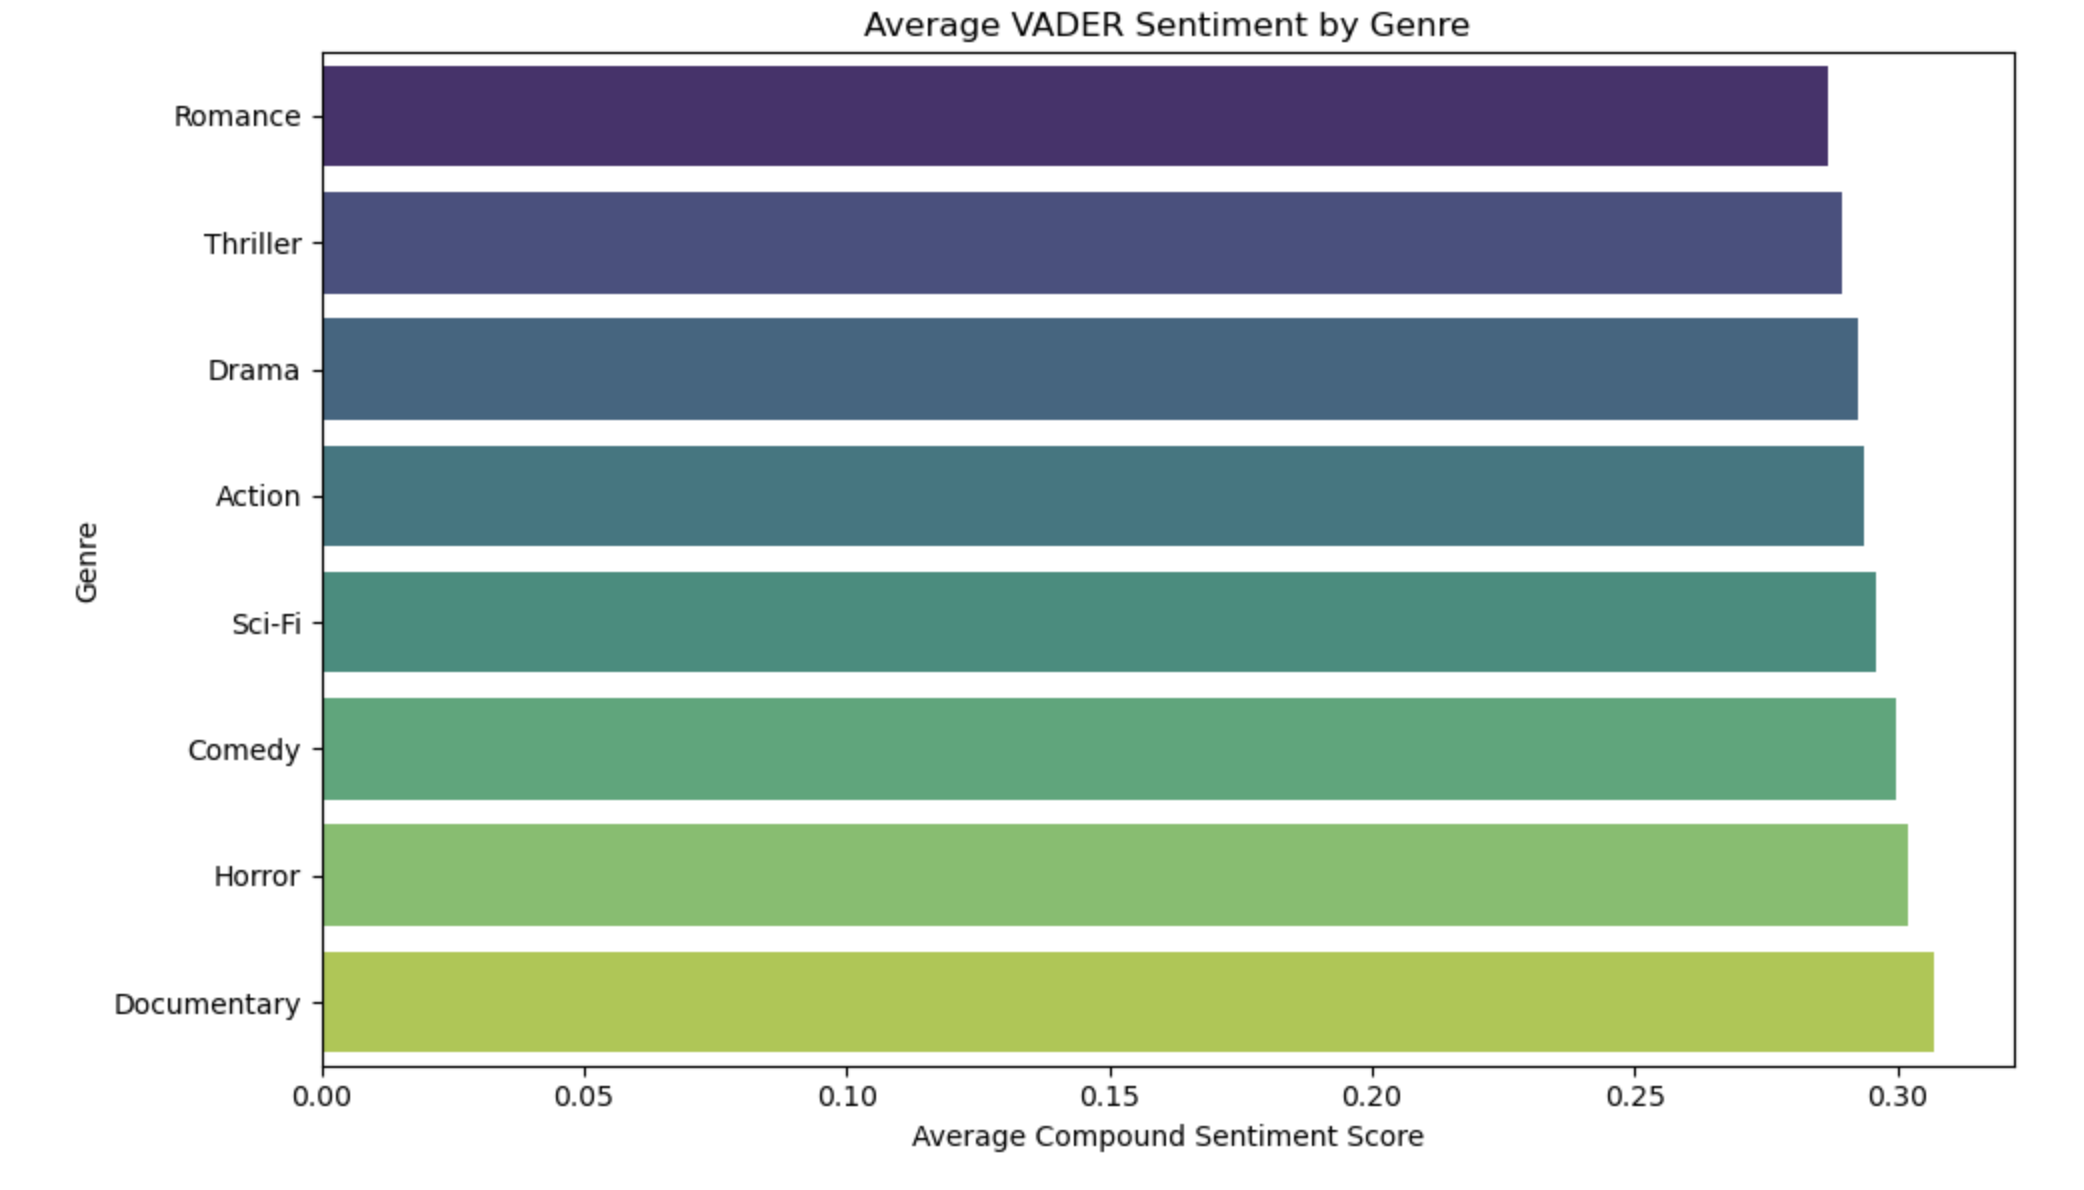 Average VADER Sentiment by Genre
Romance
Thriller
Drama
Action
Sci-Fi
Comedy
Horror
Documentary
Genre
0.00 0.05 0.10 0.15 0.20 0.25 0.30
Average Compound Sentiment Score